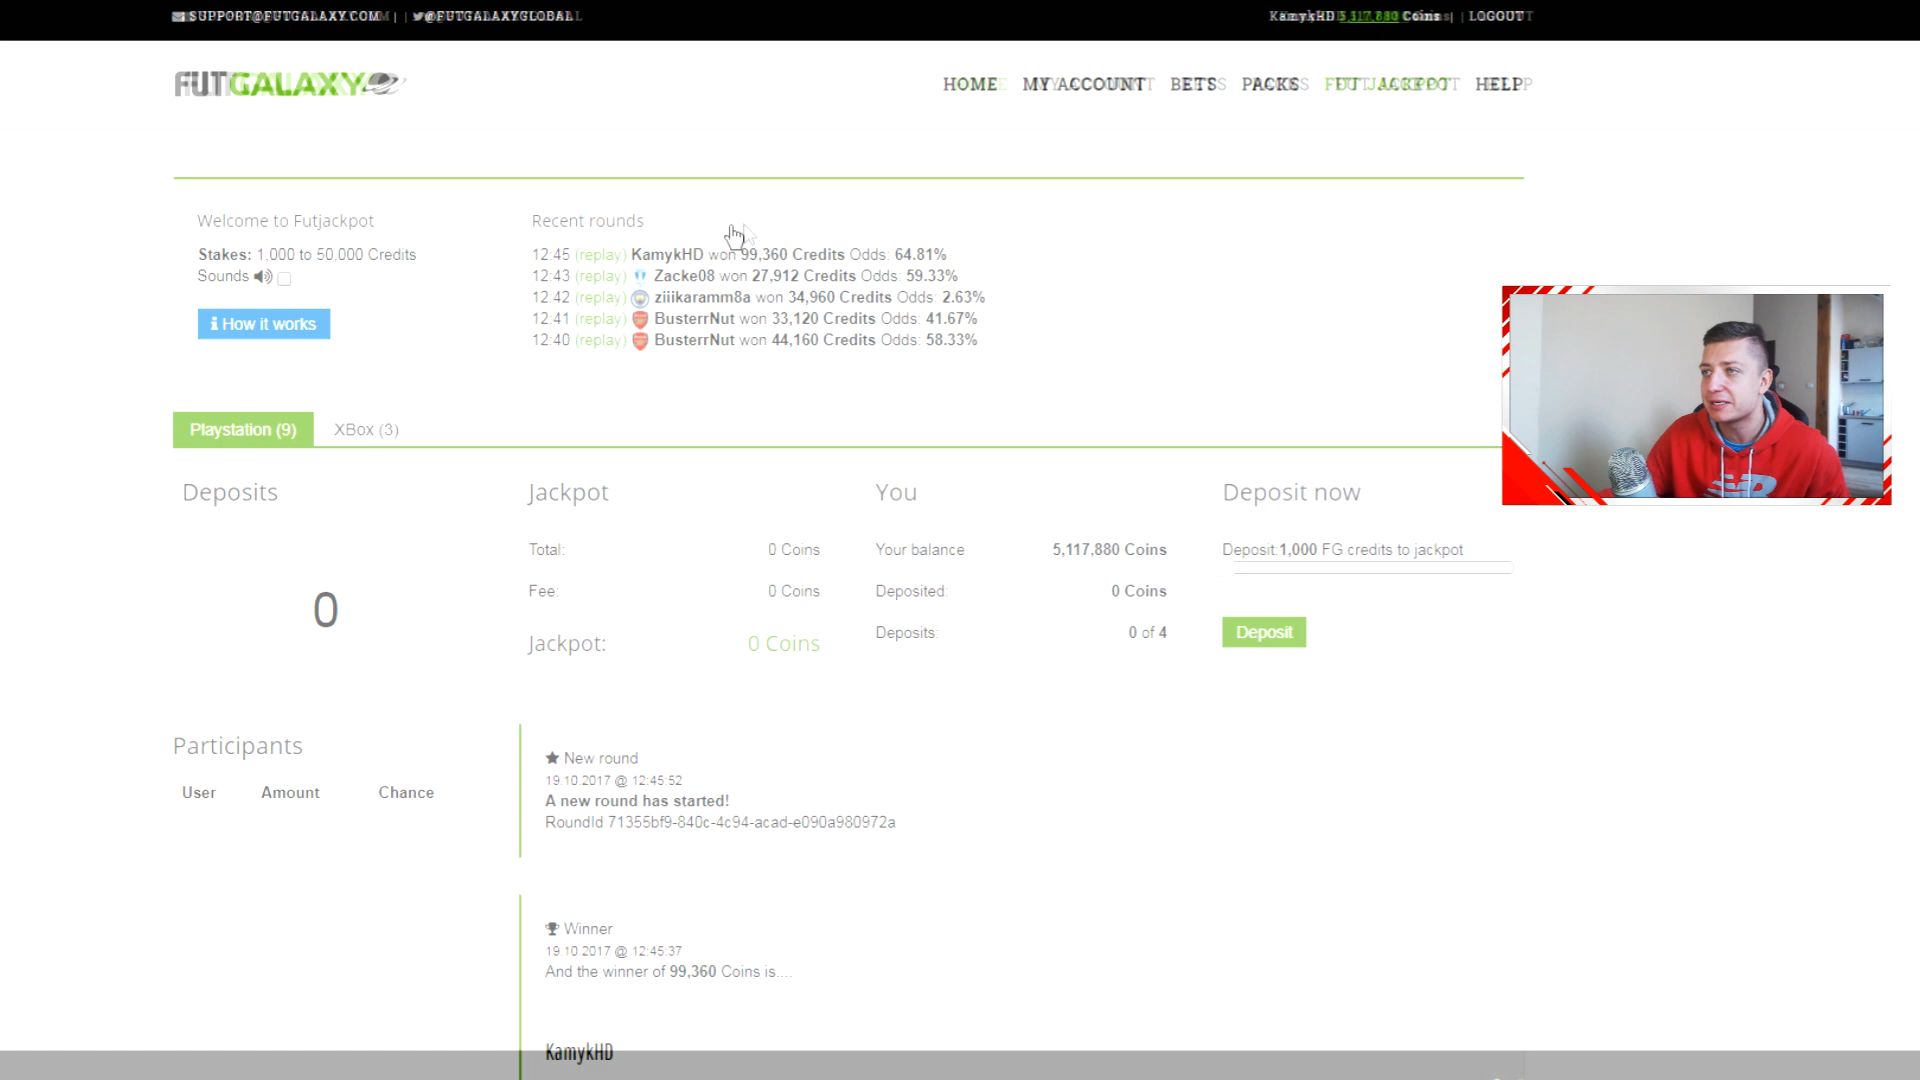 SUPPORT@FUTGALAXY.COM | @FUTGALAXYGLOBAL
KamykHD 5,117,880 Coins | LOGOUT
FUTGALAXY
HOME MY ACCOUNT BETS PACKS FUT JACKPOT HELP
Welcome to Futjackpot
Stakes: 1,000 to 50,000 Credits
Sounds
How it works
Recent rounds
12:45 (replay) KamykHD won 99,360 Credits Odds: 64.81%
12:43 (replay) Zacke08 won 27,912 Credits Odds: 59.33%
12:42 (replay) ziiikaramm8a won 34,960 Credits Odds: 2.63%
12:41 (replay) BusterrNut won 33,120 Credits Odds: 41.67%
12:40 (replay) BusterrNut won 44,160 Credits Odds: 58.33%
Playstation (9) XBox (3)
Deposits
0
Jackpot
Total: 0 Coins
Fee: 0 Coins
Jackpot: 0 Coins
You
Your balance 5,117,880 Coins
Deposited: 0 Coins
Deposits: 0 of 4
Deposit now
Deposit:1,000 FG credits to jackpot
Deposit
Participants
User Amount Chance
New round
19.10.2017 @ 12:45:52
A new round has started!
RoundId 71355bf9-840c-4c94-acad-e090a980972a
Winner
19.10.2017 @ 12:45:37
And the winner of 99,360 Coins is....
KamykHD